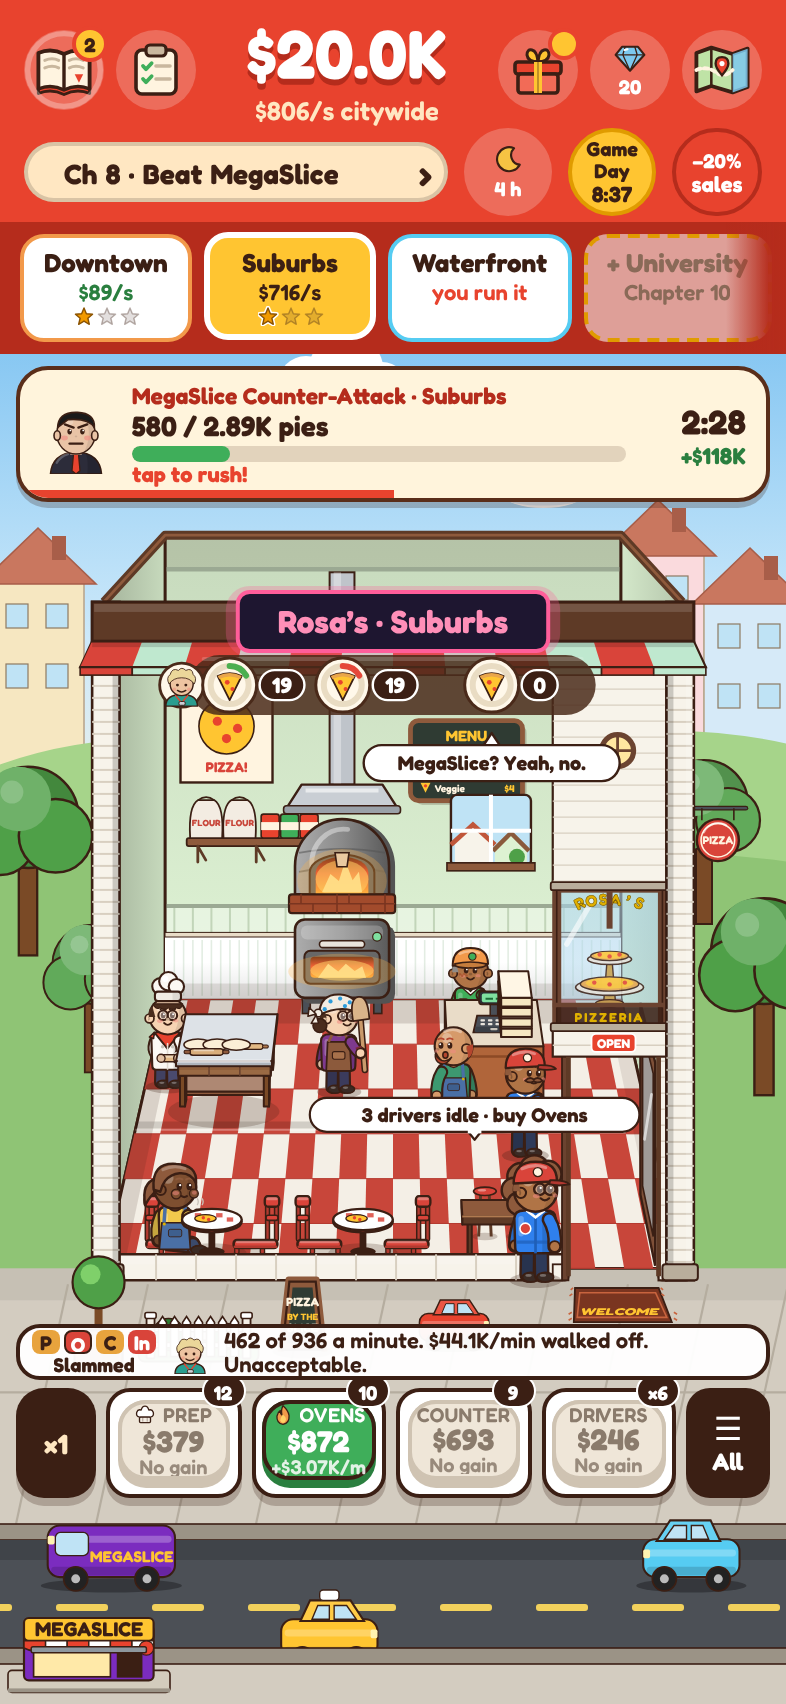 2
$20.0K
$806/s citywide
20
Ch 8 · Beat MegaSlice
4 h
Game
Day
8:37
-20%
sales
Downtown
$89/s
Suburbs
$716/s
Waterfront
you run it
+ University
Chapter 10
MegaSlice Counter-Attack · Suburbs
580 / 2.89K pies
tap to rush!
2:28
+$118K
Rosa's · Suburbs
19
19
0
PIZZA!
MENU
MegaSlice? Yeah, no.
Veggie $4
FLOUR FLOUR
PIZZA
ROSA'S
PIZZERIA
OPEN
3 drivers idle · buy Ovens
PIZZA
BY THE
WELCOME
P O C In
Slammed
462 of 936 a minute. $44.1K/min walked off.
Unacceptable.
x1
12
PREP
$379
No gain
10
OVENS
$872
+$3.07K/m
9
COUNTER
$693
No gain
x6
DRIVERS
$246
No gain
All
MEGASLICE
MEGASLICE